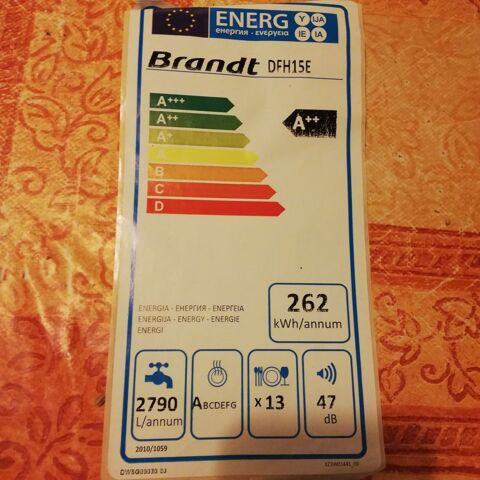 ENERG Y IJA
енергия · ενεργεια IE IA
Brandt DFH15E
A+++
A++
A+
A
B
C
D
A++
ENERGIA - ЕНЕРГИЯ - ΕΝΕΡΓΕΙΑ
ENERGIJA - ENERGY - ENERGIE
ENERGI
262
kWh/annum
2790
L/annum
ABCDEFG
x 13
47
dB
2010/1059